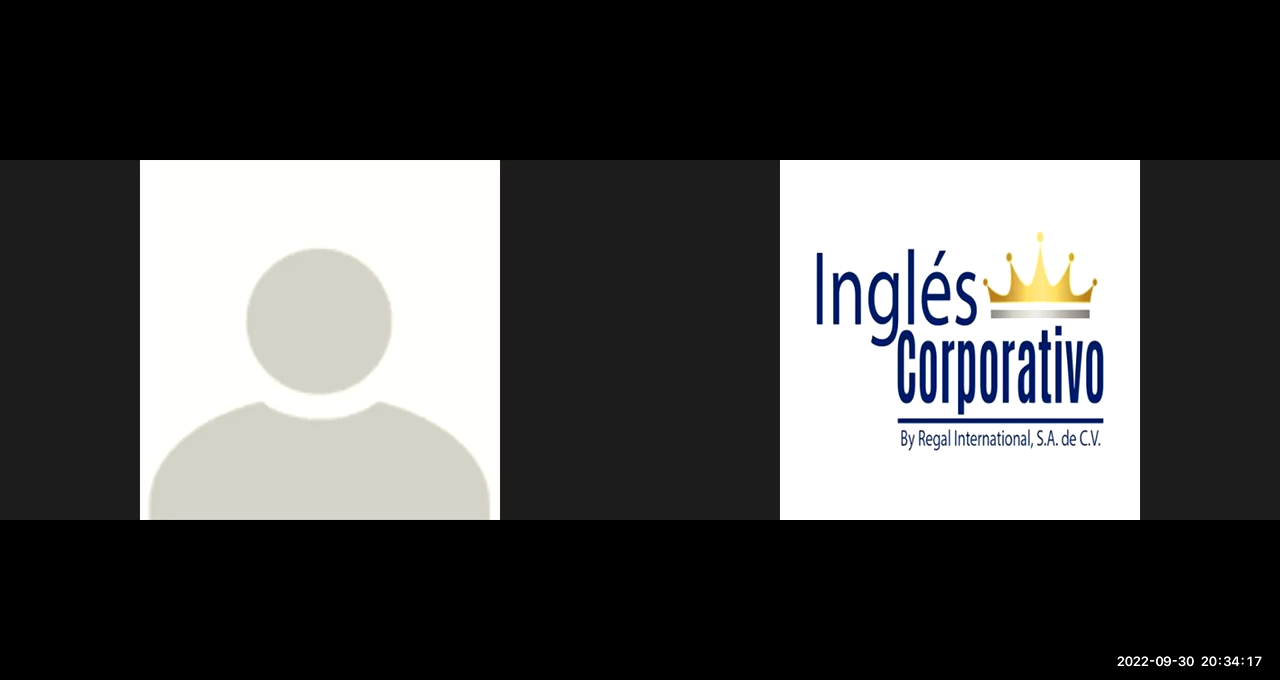 Inglés
Corporativo
By Regal International, S.A. de C.V.
2022-09-30 20:34:17